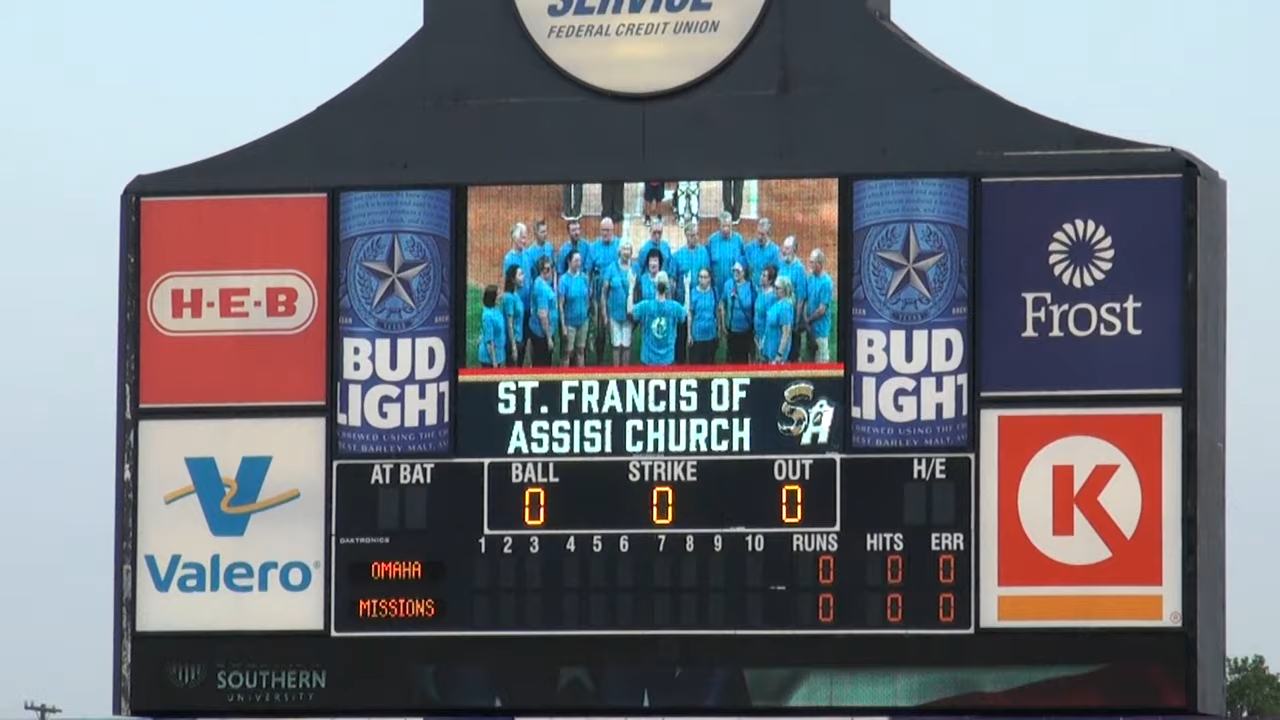 SERVICE
FEDERAL CREDIT UNION
H-E-B
BUD
LIGHT
ST. FRANCIS OF
ASSISI CHURCH
SA
BUD
LIGHT
TEXAS
Frost
Valero
K
AT BAT BALL STRIKE OUT H/E
0 0 0
DAKTRONICS 1 2 3 4 5 6 7 8 9 10 RUNS HITS ERR
OMAHA 0 0 0
MISSIONS 0 0 0
SOUTHERN
UNIVERSITY